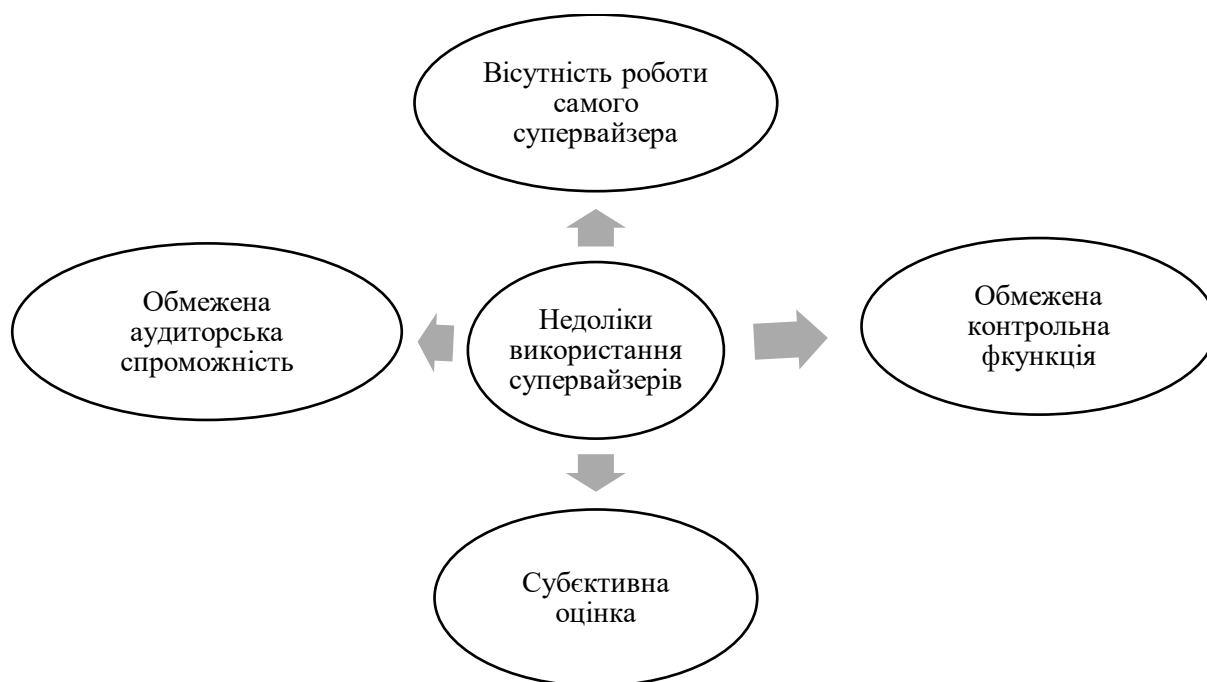 Вісутність роботи
самого
супервайзера
Обмежена
аудиторська
спроможність
Недоліки
використання
супервайзерів
Обмежена
контрольна
фкункція
Субєктивна
оцінка